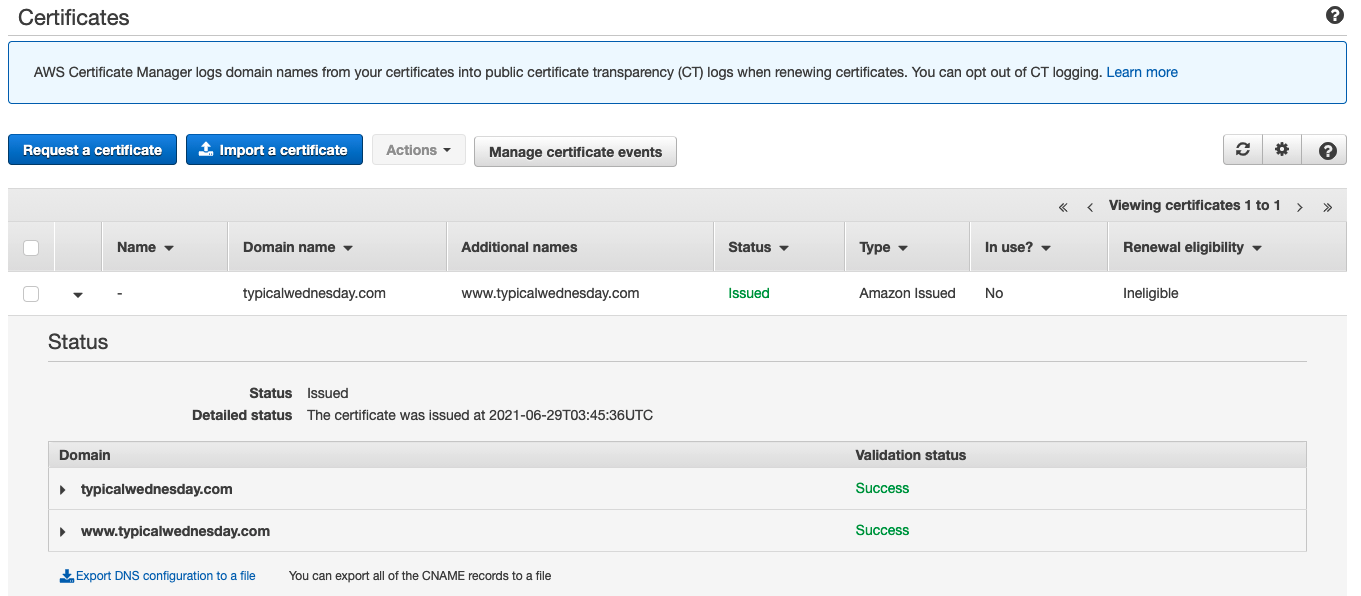 Certificates
AWS Certificate Manager logs domain names from your certificates into public certificate transparency (CT) logs when renewing certificates. You can opt out of CT logging. Learn more
Request a certificate Import a certificate Actions Manage certificate events
« ‹ Viewing certificates 1 to 1 › »
Name Domain name Additional names Status Type In use? Renewal eligibility
- typicalwednesday.com www.typicalwednesday.com Issued Amazon Issued No Ineligible
Status
Status Issued
Detailed status The certificate was issued at 2021-06-29T03:45:36UTC
Domain Validation status
typicalwednesday.com Success
www.typicalwednesday.com Success
Export DNS configuration to a file You can export all of the CNAME records to a file